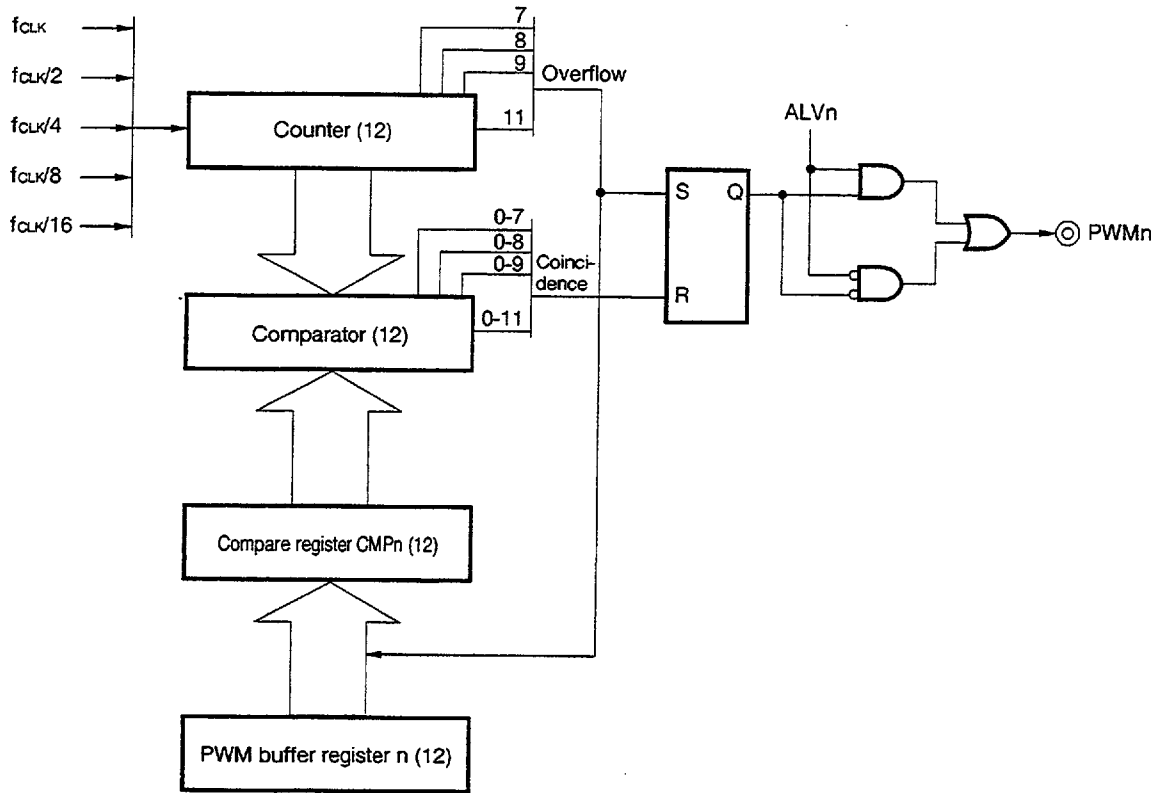 fCLK
fCLK/2
fCLK/4
fCLK/8
fCLK/16
7
8
9
11
Overflow
Counter (12)
0-7
0-8
0-9
0-11
Coinci-
dence
Comparator (12)
Compare register CMPn (12)
PWM buffer register n (12)
S
Q
R
ALVn
PWMn